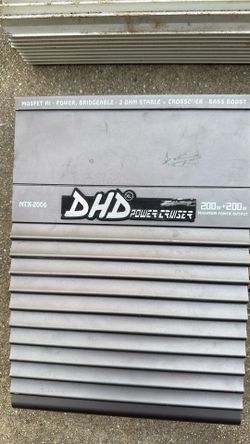 MOSFET AI - POWER, BRIDGEABLE - 2 OHM STABLE & CROSSOVER - BASS BOOST
NTX-2006
DHD
POWER CRUISER
200W+200W
MAXIMUM POWER OUTPUT